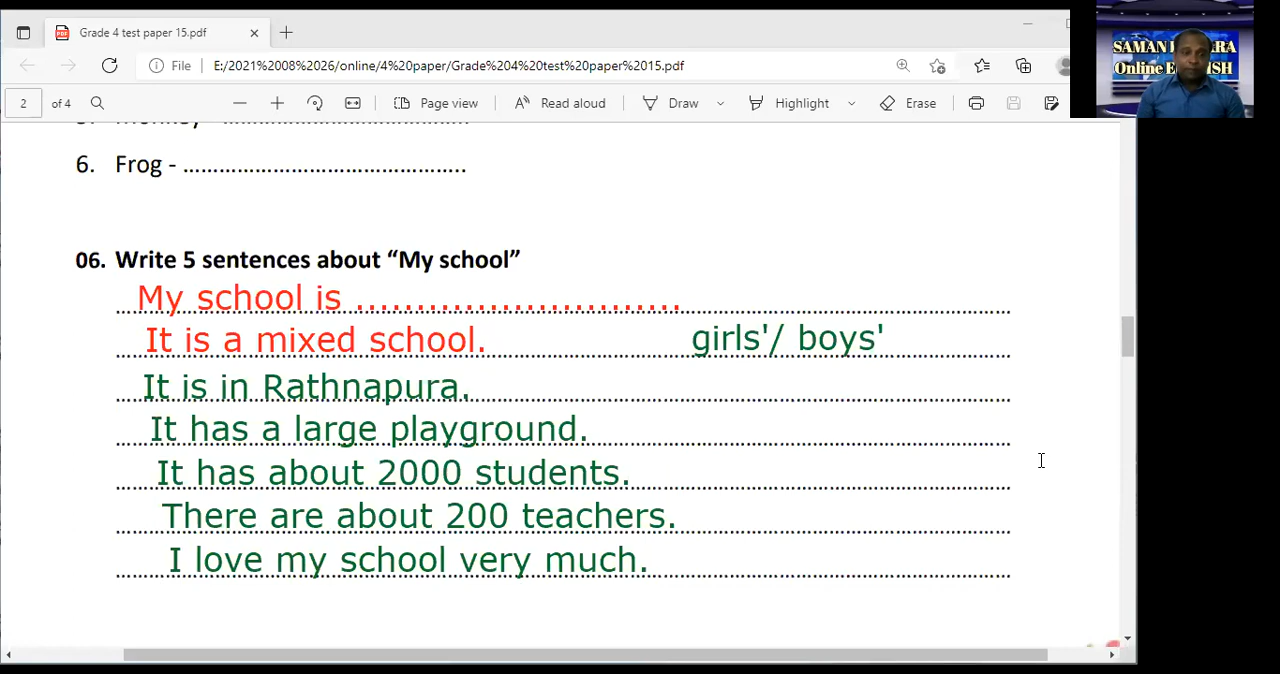 Grade 4 test paper 15.pdf
File E:/2021%2008%2026/online/4%20paper/Grade%204%20test%20paper%2015.pdf
2 of 4 Page view Read aloud Draw Highlight Erase
SAMAN
Online ENGLISH
6. Frog - ................................................
06. Write 5 sentences about “My school”
My school is ...........................
It is a mixed school. girls'/ boys'
It is in Rathnapura.
It has a large playground.
It has about 2000 students.
There are about 200 teachers.
I love my school very much.